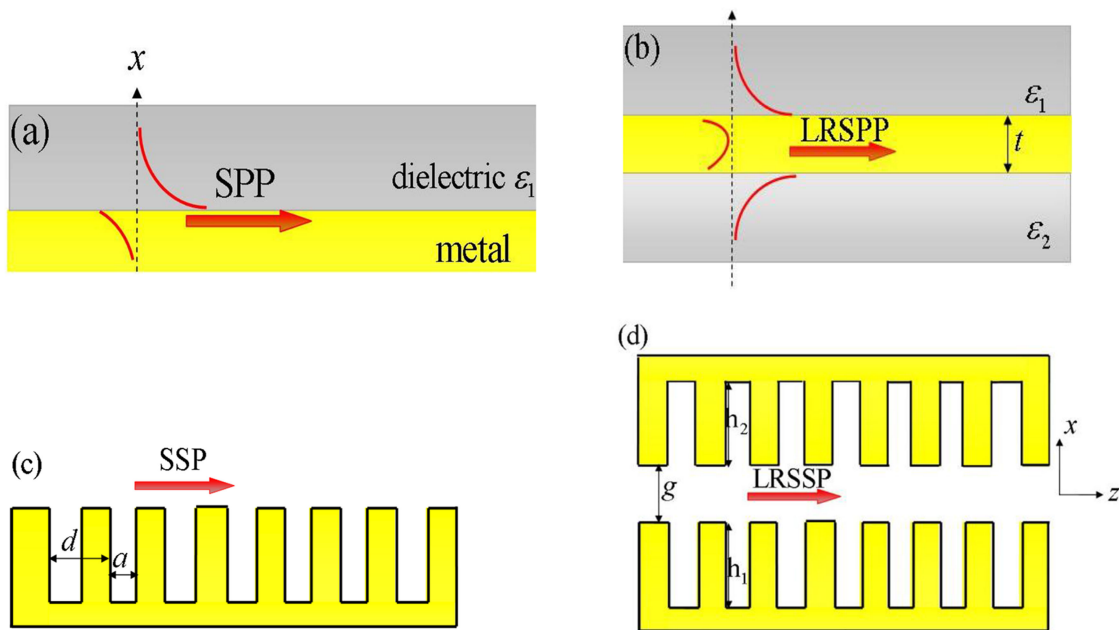 (a)
x
SPP
dielectric ε₁
metal
(b)
ε₁
LRSPP
t
ε₂
(c)
SSP
d
a
(d)
h₂
g
LRSSP
h₁
x
z